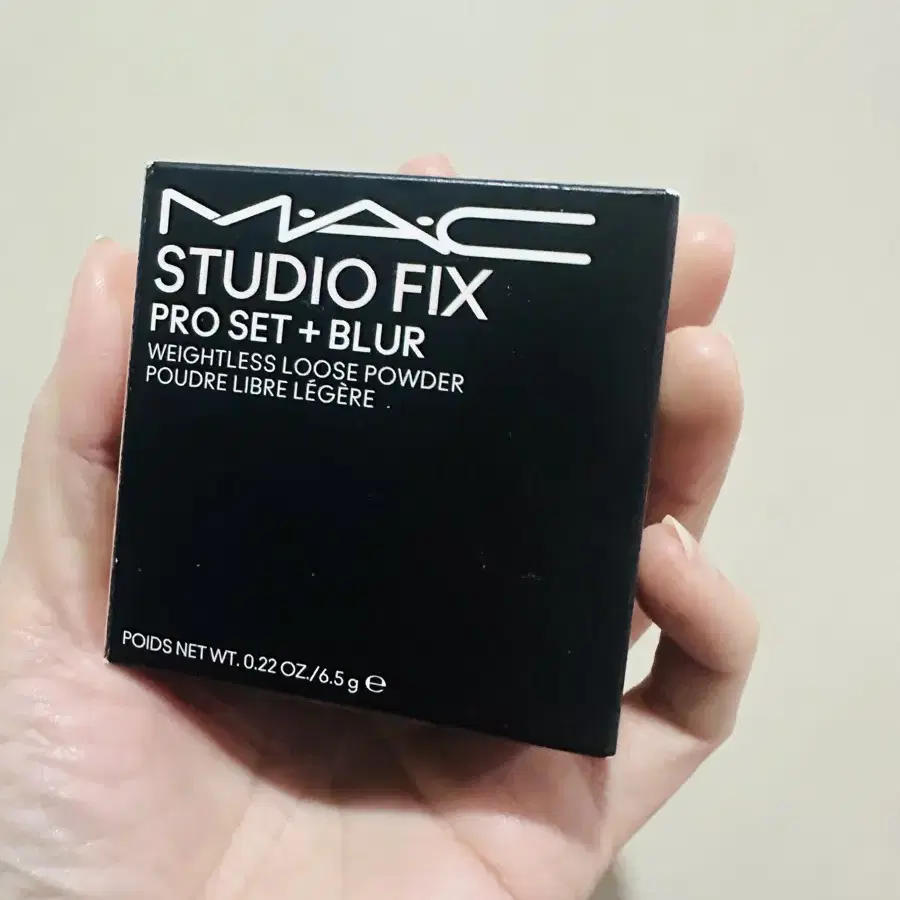 M·A·C
STUDIO FIX
PRO SET + BLUR
WEIGHTLESS LOOSE POWDER
POUDRE LIBRE LÉGÈRE
POIDS NET WT. 0.22 OZ./6.5 g ℮